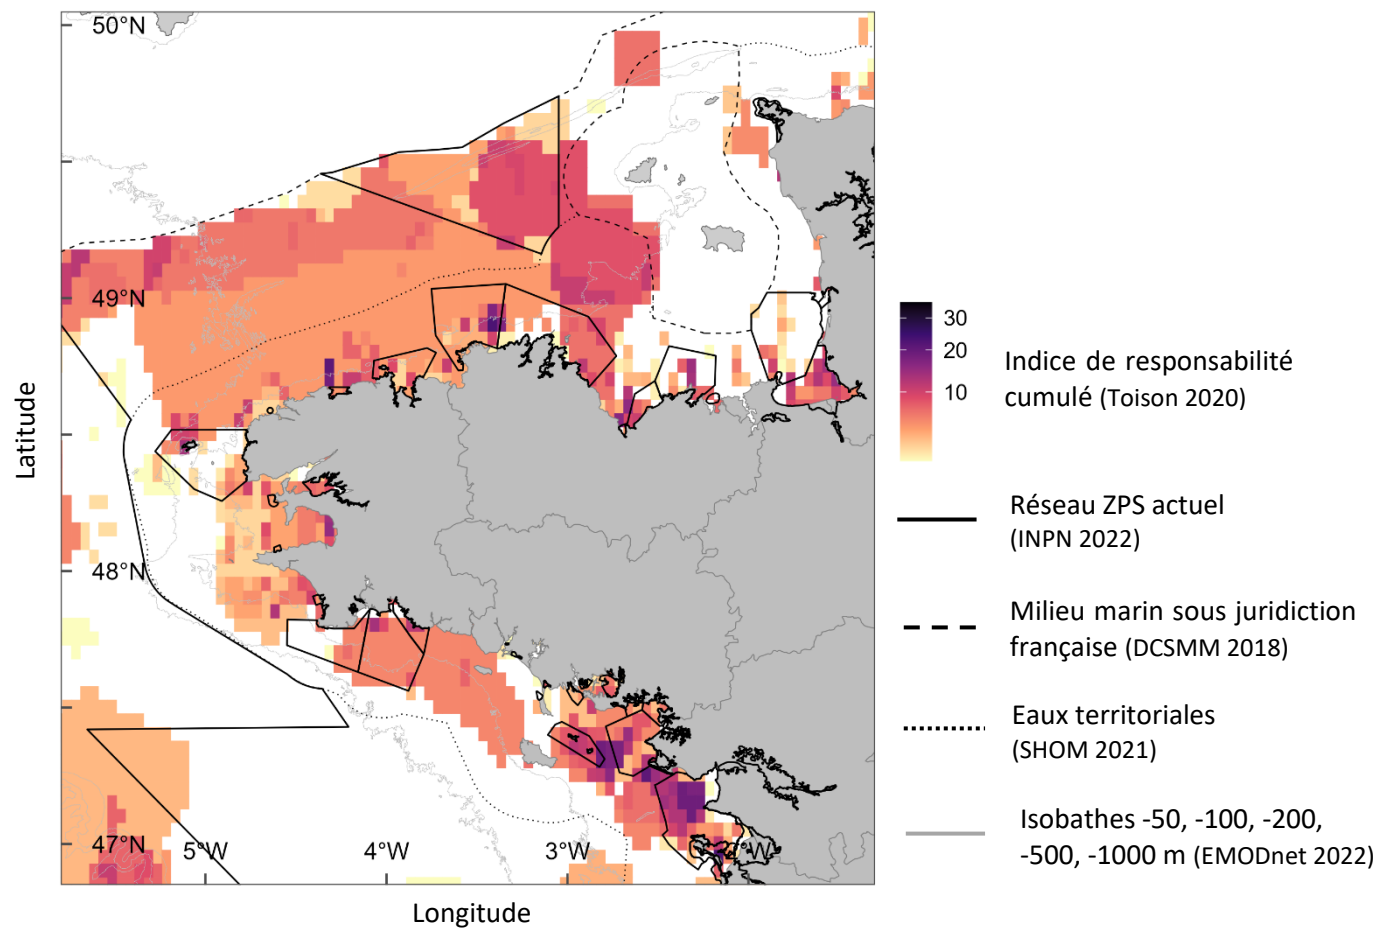 50°N
49°N
48°N
47°N
5°W
4°W
3°W
°W
Latitude
Longitude
30
20
10
Indice de responsabilité
cumulé (Toison 2020)
Réseau ZPS actuel
(INPN 2022)
Milieu marin sous juridiction
française (DCSMM 2018)
Eaux territoriales
(SHOM 2021)
Isobathes -50, -100, -200,
-500, -1000 m (EMODnet 2022)